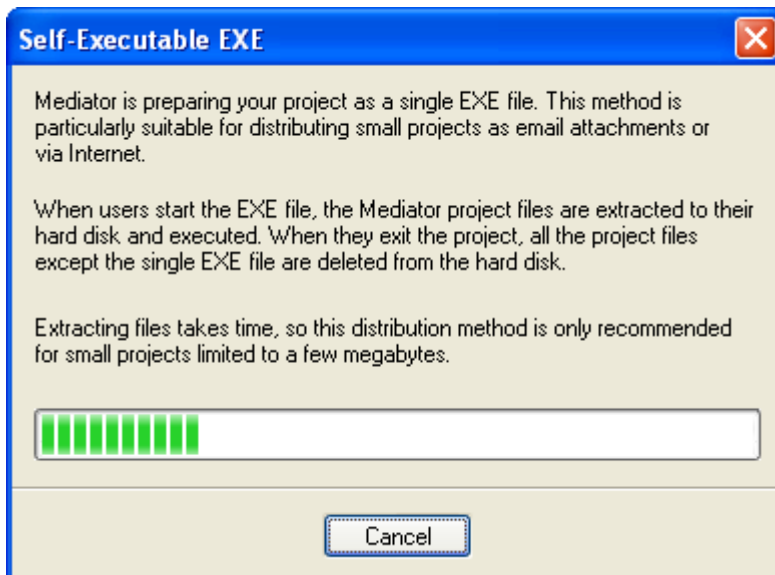 Self-Executable EXE
Mediator is preparing your project as a single EXE file. This method is
particularly suitable for distributing small projects as email attachments or
via Internet.
When users start the EXE file, the Mediator project files are extracted to their
hard disk and executed. When they exit the project, all the project files
except the single EXE file are deleted from the hard disk.
Extracting files takes time, so this distribution method is only recommended
for small projects limited to a few megabytes.
Cancel